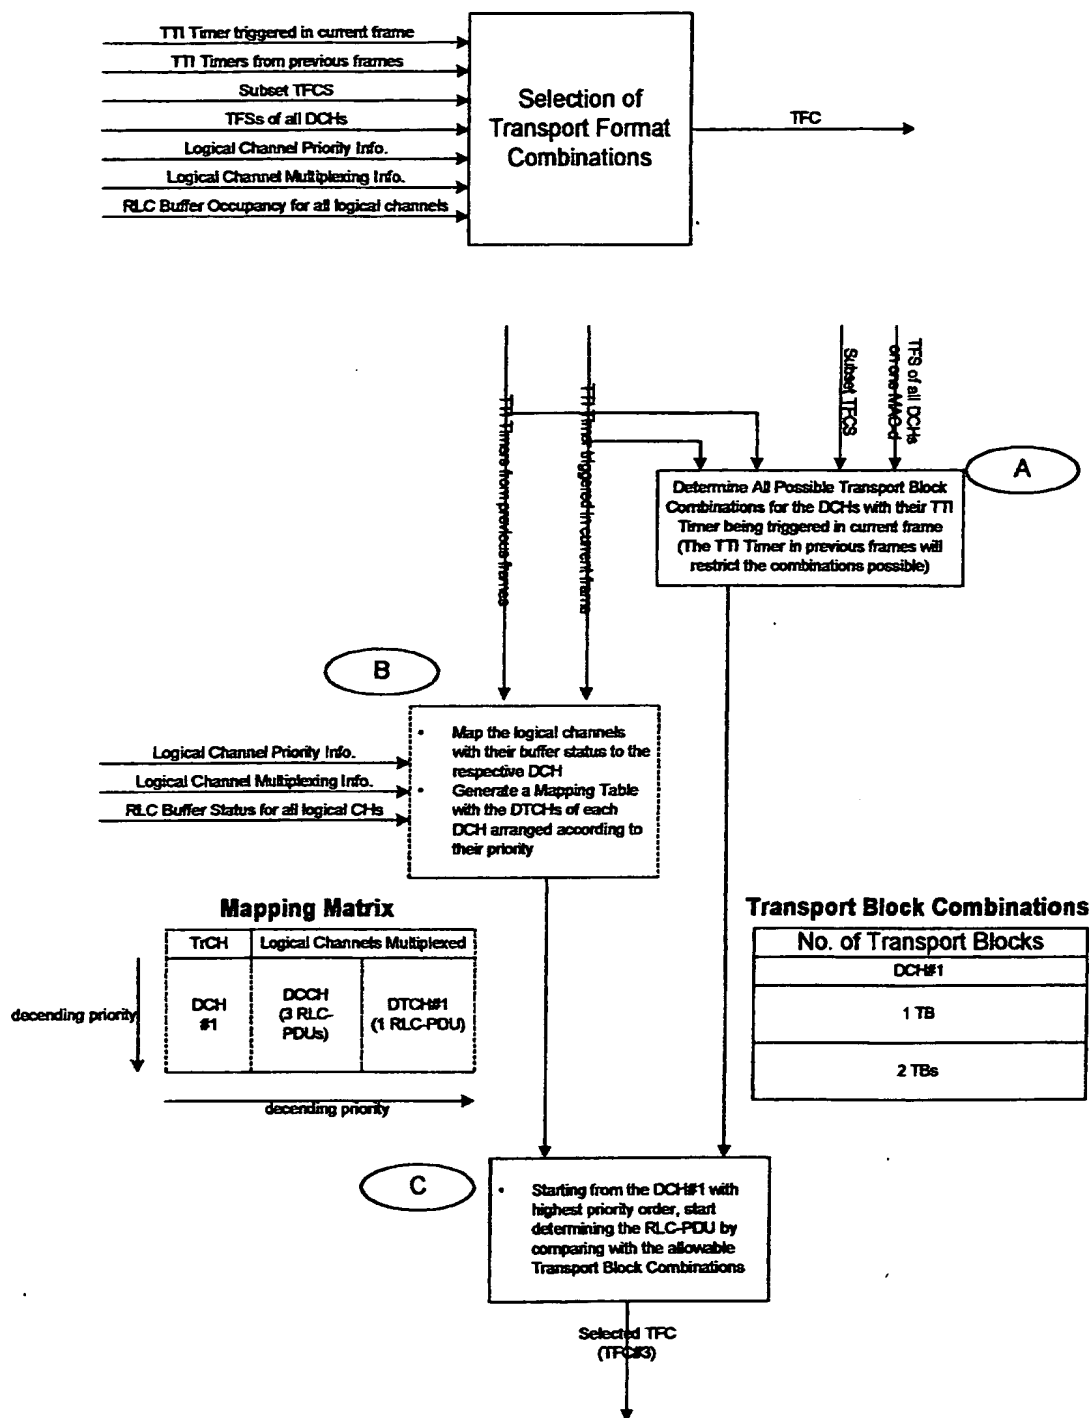 TTI Timer triggered in current frame
TTI Timers from previous frames
Subset TFCS
TFSs of all DCHs
Logical Channel Priority Info.
Logical Channel Multiplexing Info.
RLC Buffer Occupancy for all logical channels
Selection of
Transport Format
Combinations
TFC
TTI Timers from previous frames
TTI Timer triggered in current frame
Subset TFCS
TFS of all DCHs
on one MAC-d
A
Determine All Possible Transport Block
Combinations for the DCHs with their TTI
Timer being triggered in current frame
(The TTI Timer in previous frames will
restrict the combinations possible)
B
Logical Channel Priority Info.
Logical Channel Multiplexing Info.
RLC Buffer Status for all logical CHs
• Map the logical channels
with their buffer status to the
respective DCH
• Generate a Mapping Table
with the DTCHs of each
DCH arranged according to
their priority
Mapping Matrix
TrCH Logical Channels Multiplexed
decending priority
DCH
#1
DCCH
(3 RLC-
PDUs)
DTCH#1
(1 RLC-PDU)
decending priority
Transport Block Combinations
No. of Transport Blocks
DCH#1
1 TB
2 TBs
C
• Starting from the DCH#1 with
highest priority order, start
determining the RLC-PDU by
comparing with the allowable
Transport Block Combinations
Selected TFC
(TFC#3)